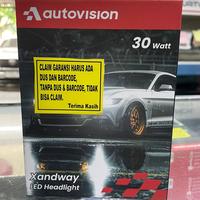 autovision
30 Watt
CLAIM GARANSI HARUS ADA
DUS DAN BARCODE,
TANPA DUS & BARCODE, TIDAK
BISA CLAIM.
Terima Kasih
Xandway
LED Headlight